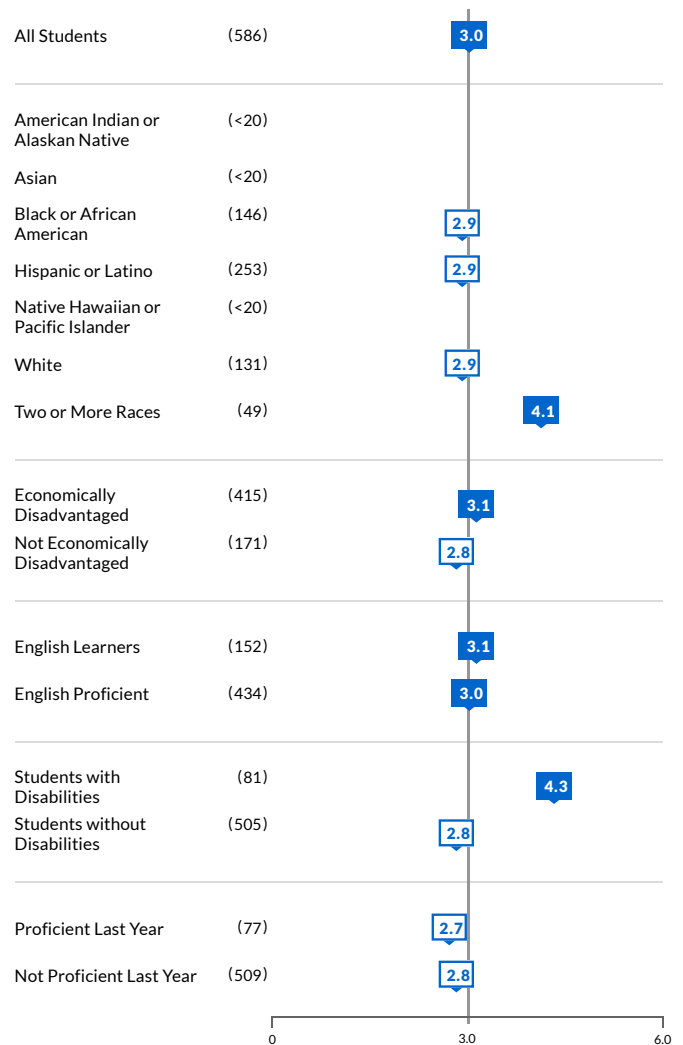 All Students (586) 3.0
American Indian or (<20)
Alaskan Native
Asian (<20)
Black or African (146) 2.9
American
Hispanic or Latino (253) 2.9
Native Hawaiian or (<20)
Pacific Islander
White (131) 2.9
Two or More Races (49) 4.1
Economically (415) 3.1
Disadvantaged
Not Economically (171) 2.8
Disadvantaged
English Learners (152) 3.1
English Proficient (434) 3.0
Students with (81) 4.3
Disabilities
Students without (505) 2.8
Disabilities
Proficient Last Year (77) 2.7
Not Proficient Last Year (509) 2.8
0 3.0 6.0